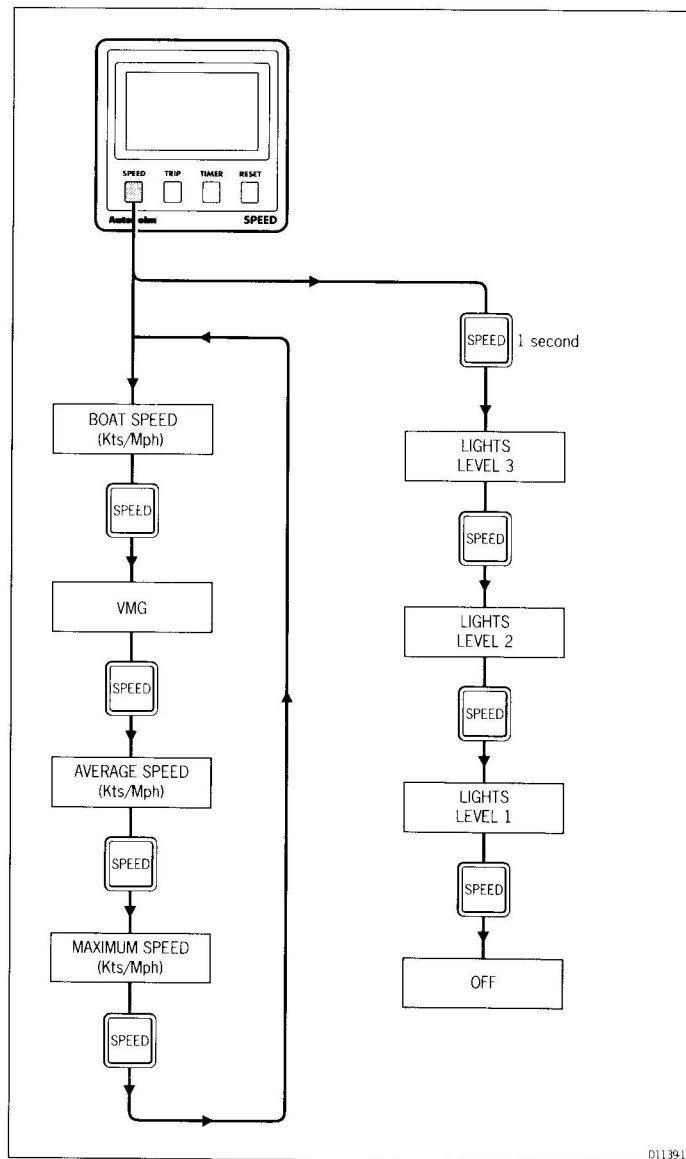 SPEED TRIP TIMER RESET
SPEED
SPEED 1 second
BOAT SPEED
(Kts/Mph)
SPEED
VMG
SPEED
AVERAGE SPEED
(Kts/Mph)
SPEED
MAXIMUM SPEED
(Kts/Mph)
SPEED
LIGHTS
LEVEL 3
SPEED
LIGHTS
LEVEL 2
SPEED
LIGHTS
LEVEL 1
SPEED
OFF
D1139-1